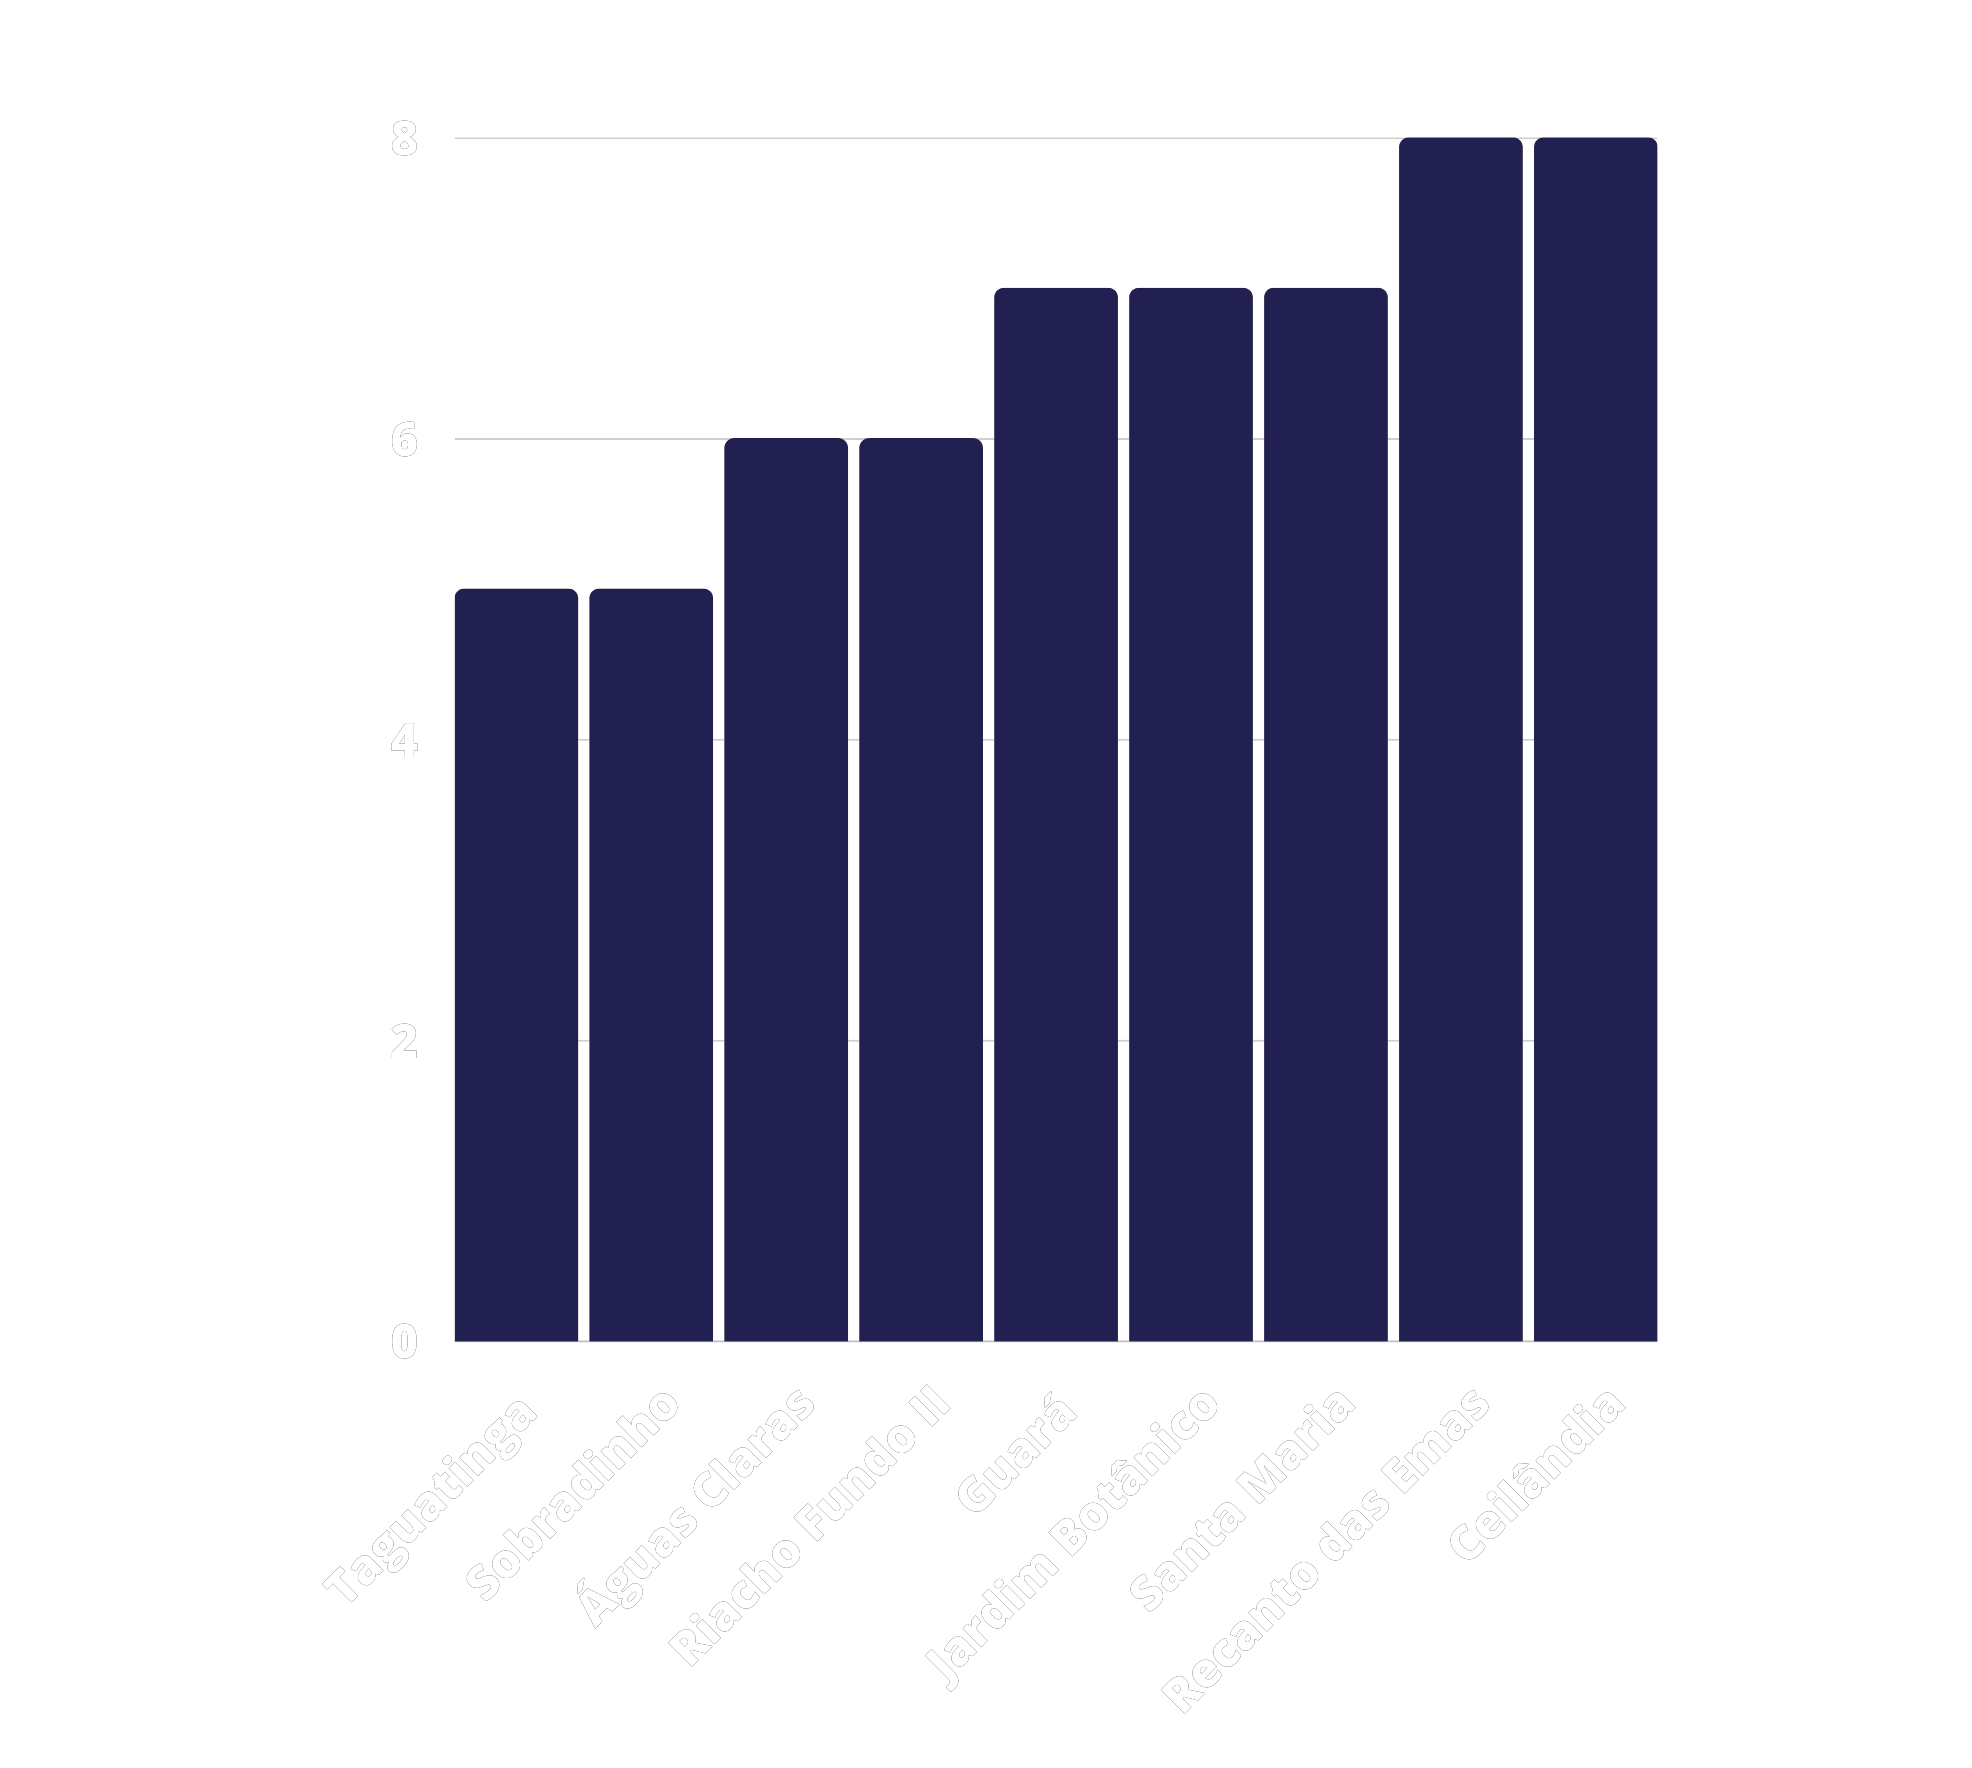 8
6
4
2
0
Taguatinga
Sobradinho
Águas Claras
Riacho Fundo II
Guará
Jardim Botânico
Santa Maria
Recanto das Emas
Ceilândia